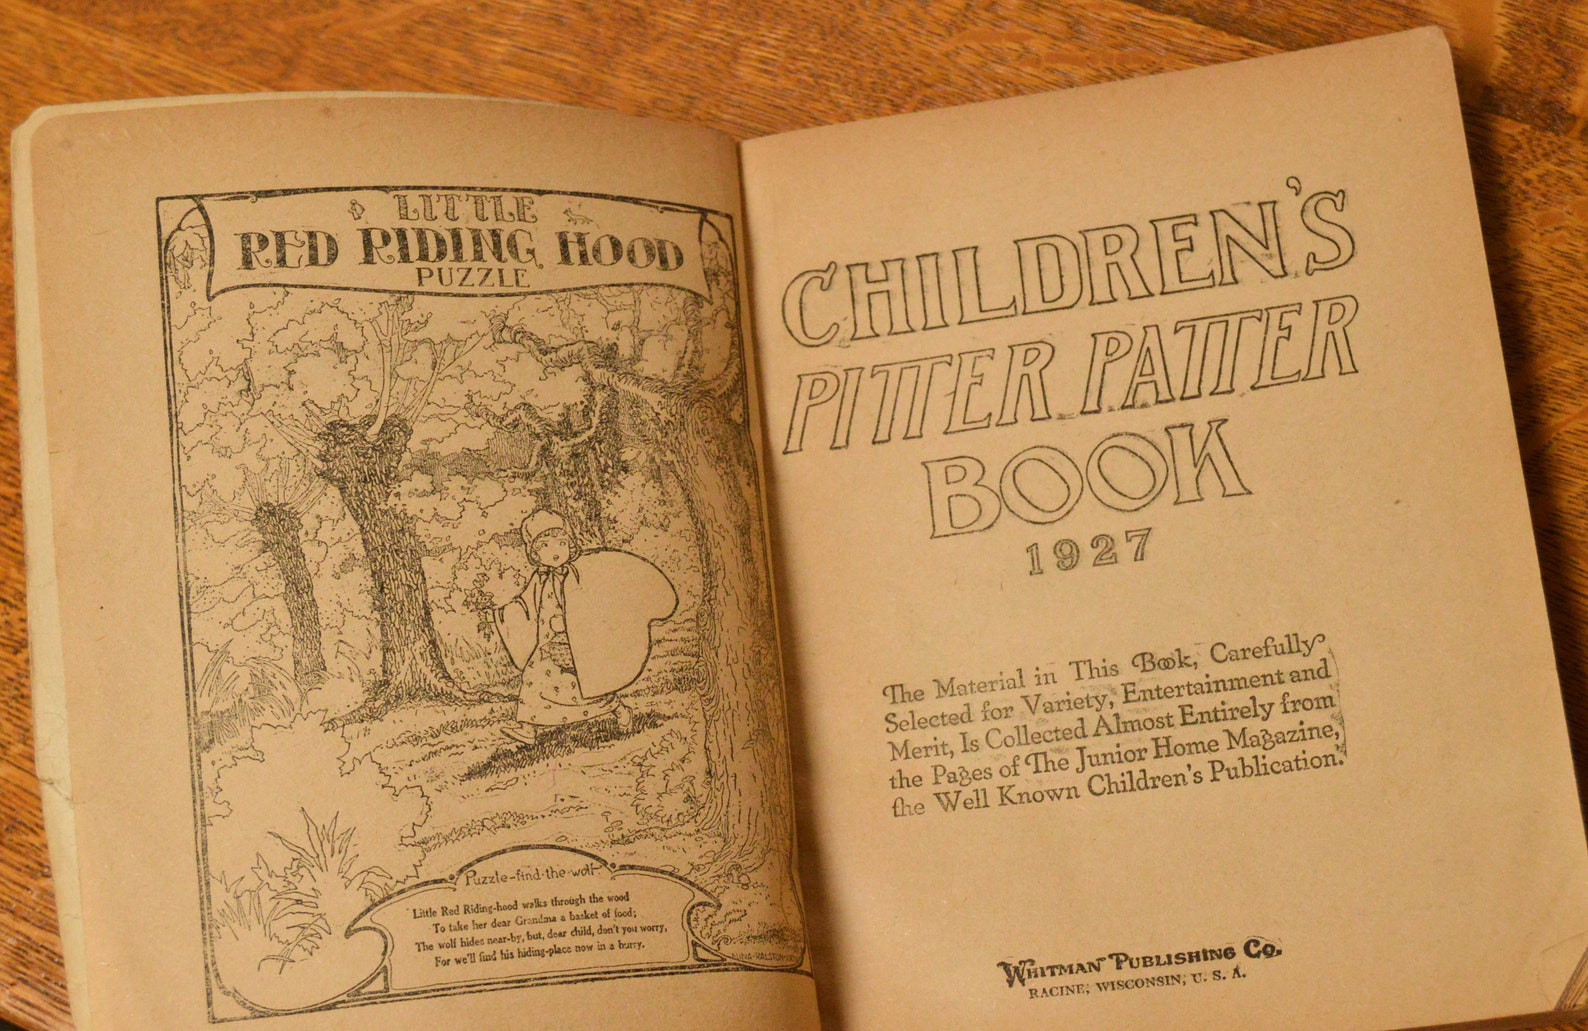 LITTLE
RED RIDING HOOD
PUZZLE
Puzzle-find-the wolf-
Little Red Riding-hood walks through the wood
To take her dear Grandma a basket of food;
The wolf hides near-by, but, dear child, don't you worry,
For we'll find his hiding-place now in a hurry.
CHILDREN'S
PITTER PATTER
BOOK
1927
The Material in This Book, Carefully
Selected for Variety, Entertainment and
Merit, Is Collected Almost Entirely from
the Pages of The Junior Home Magazine,
the Well Known Children's Publication.
WHITMAN PUBLISHING CO.
RACINE, WISCONSIN, U. S. A.